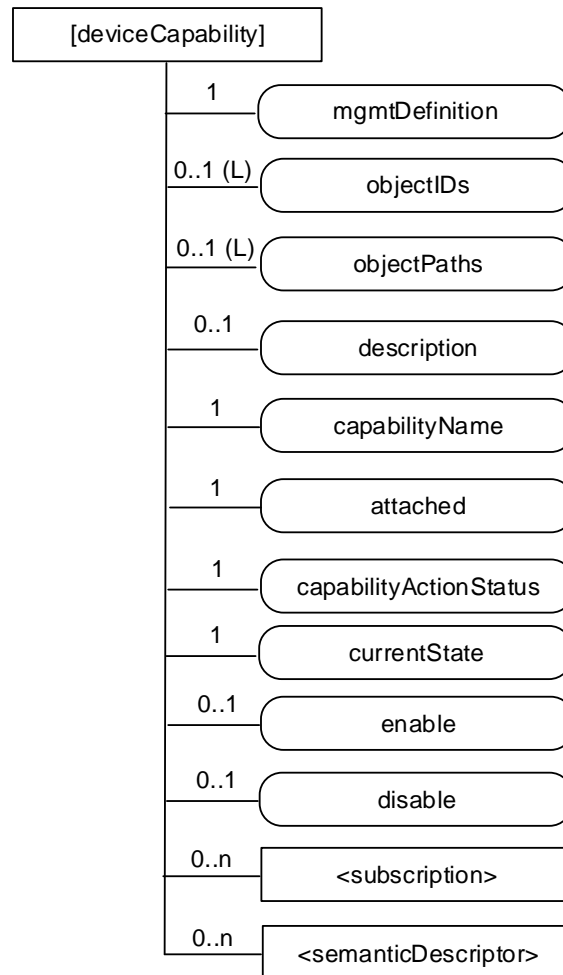 [deviceCapability]
1
mgmtDefinition
0..1 (L)
objectIDs
0..1 (L)
objectPaths
0..1
description
1
capabilityName
1
attached
1
capabilityActionStatus
1
currentState
0..1
enable
0..1
disable
0..n
<subscription>
0..n
<semanticDescriptor>